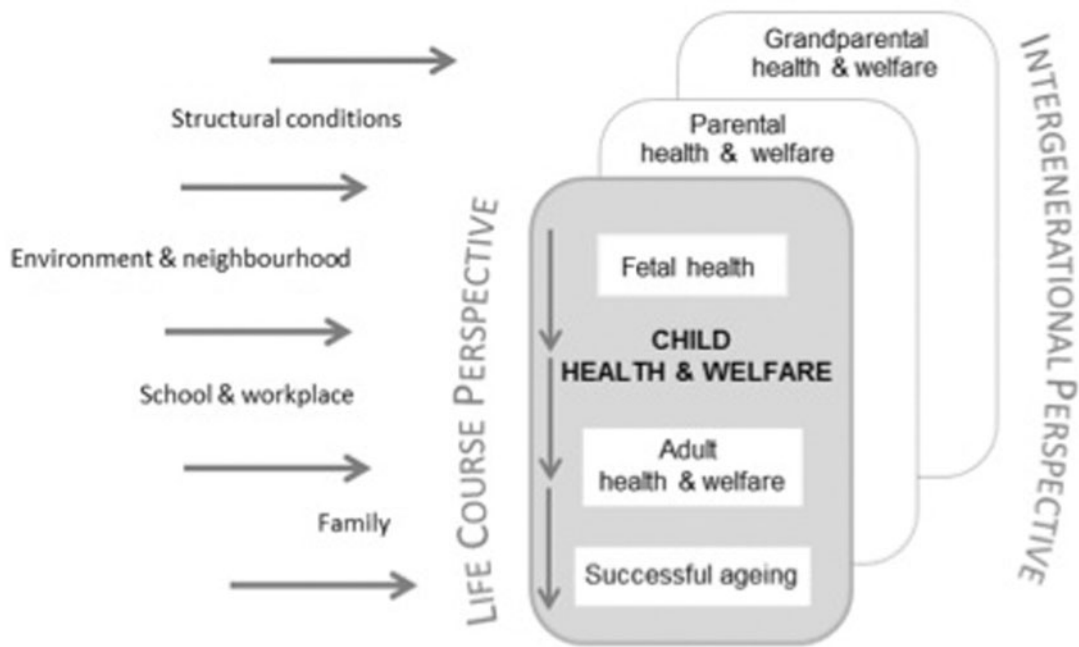 Structural conditions
Environment & neighbourhood
School & workplace
Family
LIFE COURSE PERSPECTIVE
Grandparental
health & welfare
Parental
health & welfare
Fetal health
CHILD
HEALTH & WELFARE
Adult
health & welfare
Successful ageing
INTERGENERATIONAL PERSPECTIVE